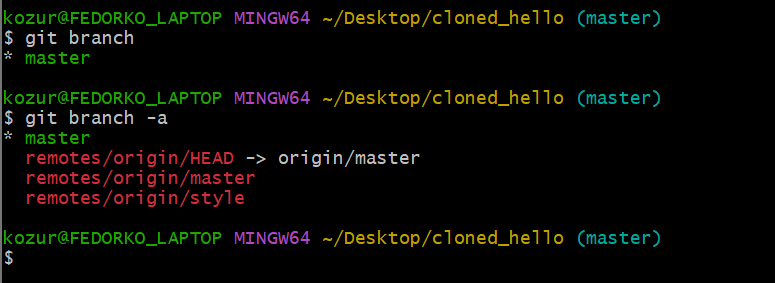 kozur@FEDORKO_LAPTOP MINGW64 ~/Desktop/cloned_hello (master)
$ git branch
* master
kozur@FEDORKO_LAPTOP MINGW64 ~/Desktop/cloned_hello (master)
$ git branch -a
* master
remotes/origin/HEAD -> origin/master
remotes/origin/master
remotes/origin/style
kozur@FEDORKO_LAPTOP MINGW64 ~/Desktop/cloned_hello (master)
$